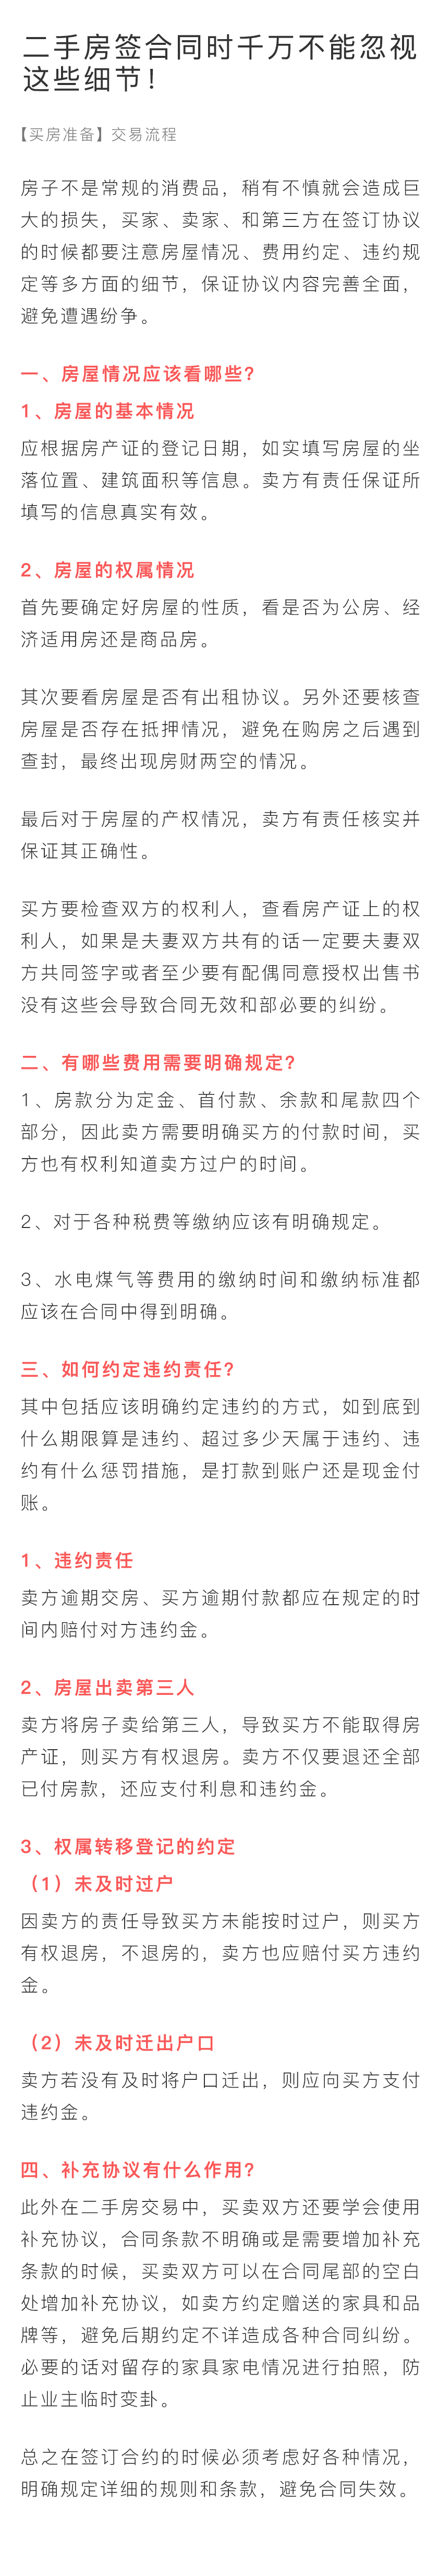 二手房签合同时千万不能忽视
这些细节！
【买房准备】交易流程
房子不是常规的消费品，稍有不慎就会造成巨
大的损失，买家、卖家、和第三方在签订协议
的时候都要注意房屋情况、费用约定、违约规
定等多方面的细节，保证协议内容完善全面，
避免遭遇纷争。
一、房屋情况应该看哪些?
1、房屋的基本情况
应根据房产证的登记日期，如实填写房屋的坐
落位置、建筑面积等信息。卖方有责任保证所
填写的信息真实有效。
2、房屋的权属情况
首先要确定好房屋的性质，看是否为公房、经
济适用房还是商品房。
其次要看房屋是否有出租协议。另外还要核查
房屋是否存在抵押情况，避免在购房之后遇到
查封，最终出现房财两空的情况。
最后对于房屋的产权情况，卖方有责任核实并
保证其正确性。
买方要检查双方的权利人，查看房产证上的权
利人，如果是夫妻双方共有的话一定要夫妻双
方共同签字或者至少要有配偶同意授权出售书
没有这些会导致合同无效和部必要的纠纷。
二、有哪些费用需要明确规定?
1、房款分为定金、首付款、余款和尾款四个
部分，因此卖方需要明确买方的付款时间，买
方也有权利知道卖方过户的时间。
2、对于各种税费等缴纳应该有明确规定。
3、水电煤气等费用的缴纳时间和缴纳标准都
应该在合同中得到明确。
三、如何约定违约责任?
其中包括应该明确约定违约的方式，如到底到
什么期限算是违约、超过多少天属于违约、违
约有什么惩罚措施，是打款到账户还是现金付
账。
1、违约责任
卖方逾期交房、买方逾期付款都应在规定的时
间内赔付对方违约金。
2、房屋出卖第三人
卖方将房子卖给第三人，导致买方不能取得房
产证，则买方有权退房。卖方不仅要退还全部
已付房款，还应支付利息和违约金。
3、权属转移登记的约定
（1）未及时过户
因卖方的责任导致买方未能按时过户，则买方
有权退房，不退房的，卖方也应赔付买方违约
金。
（2）未及时迁出户口
卖方若没有及时将户口迁出，则应向买方支付
违约金。
四、补充协议有什么作用?
此外在二手房交易中，买卖双方还要学会使用
补充协议，合同条款不明确或是需要增加补充
条款的时候，买卖双方可以在合同尾部的空白
处增加补充协议，如卖方约定赠送的家具和品
牌等，避免后期约定不详造成各种合同纠纷。
必要的话对留存的家具家电情况进行拍照，防
止业主临时变卦。
总之在签订合约的时候必须考虑好各种情况，
明确规定详细的规则和条款，避免合同失效。